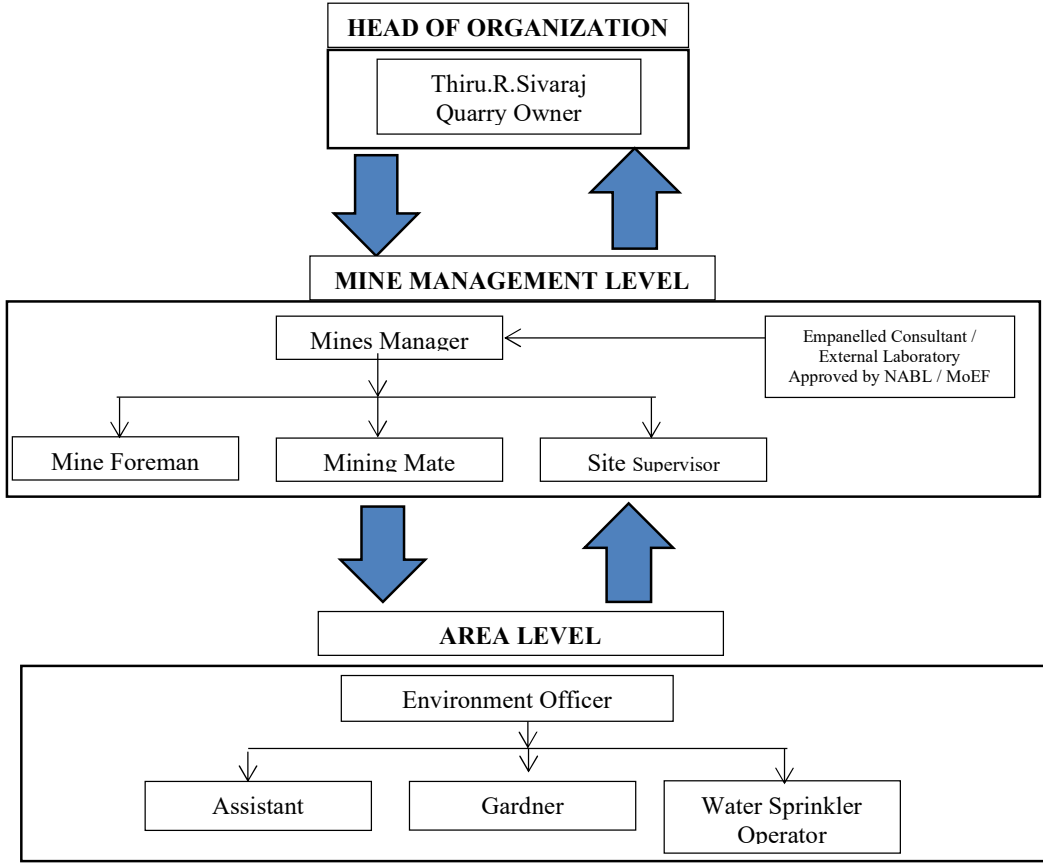 HEAD OF ORGANIZATION
Thiru.R.Sivaraj
Quarry Owner
MINE MANAGEMENT LEVEL
Mines Manager
Empanelled Consultant /
External Laboratory
Approved by NABL / MoEF
Mine Foreman
Mining Mate
Site Supervisor
AREA LEVEL
Environment Officer
Assistant
Gardner
Water Sprinkler
Operator